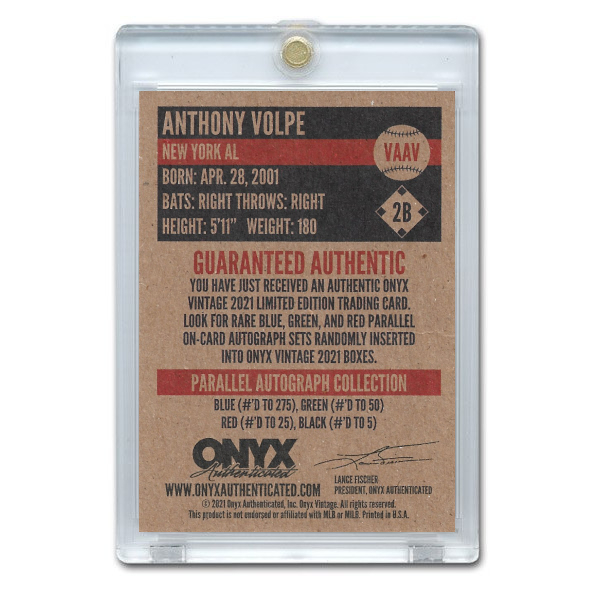 ANTHONY VOLPE
VAAV
NEW YORK AL
BORN: APR. 28, 2001
BATS: RIGHT THROWS: RIGHT
2B
HEIGHT: 5'11" WEIGHT: 180
GUARANTEED AUTHENTIC
YOU HAVE JUST RECEIVED AN AUTHENTIC ONYX
VINTAGE 2021 LIMITED EDITION TRADING CARD.
LOOK FOR RARE BLUE, GREEN, AND RED PARALLEL
ON-CARD AUTOGRAPH SETS RANDOMLY INSERTED
INTO ONYX VINTAGE 2021 BOXES.
PARALLEL AUTOGRAPH COLLECTION
BLUE (#'D TO 275), GREEN (#'D TO 50)
RED (#'D TO 25), BLACK (#'D TO 5)
ONYX
Authenticated
LANCE FISCHER
PRESIDENT, ONYX AUTHENTICATED
WWW.ONYXAUTHENTICATED.COM
© 2021 Onyx Authenticated, Inc. Onyx Vintage. All rights reserved.
This product is not endorsed or affiliated with MLB or MILB. Printed in U.S.A.